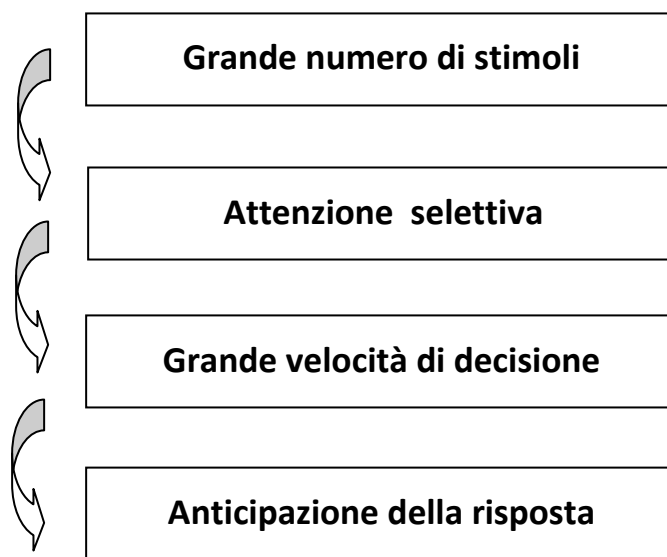 Grande numero di stimoli
Attenzione selettiva
Grande velocità di decisione
Anticipazione della risposta